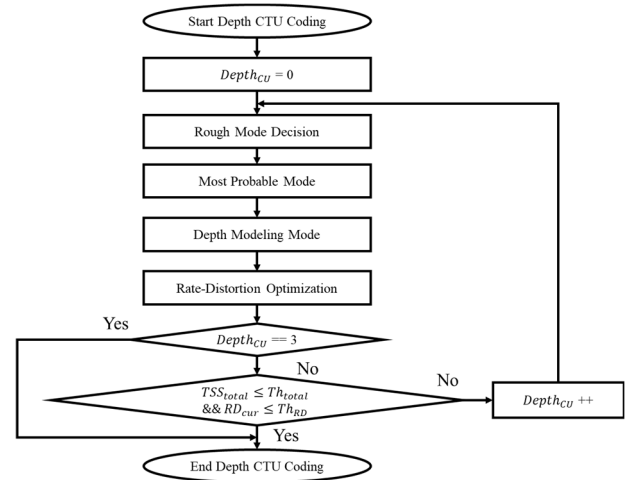 Start Depth CTU Coding
Depth_CU = 0
Rough Mode Decision
Most Probable Mode
Depth Modeling Mode
Rate-Distortion Optimization
Yes
Depth_CU == 3
No
No
TSS_total ≤ Th_total
&& RD_cur ≤ Th_RD
Depth_CU ++
Yes
End Depth CTU Coding